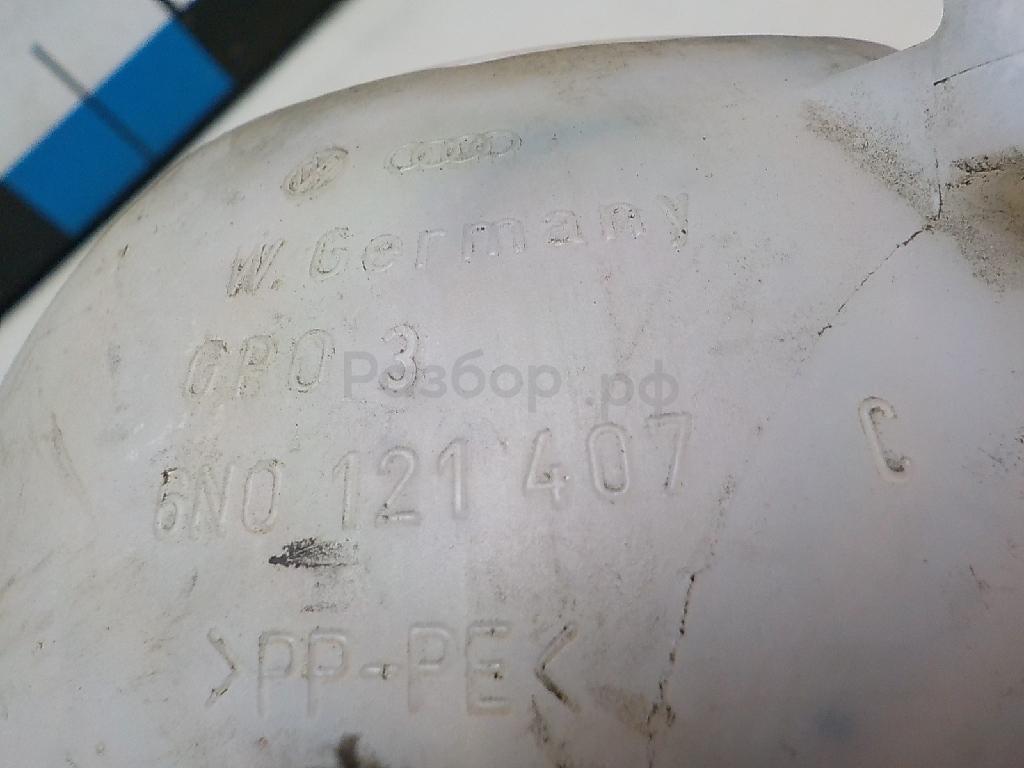 W. Germany
GPO 3
Разбор.рф
6N0 121 407 C
>PP-PE<